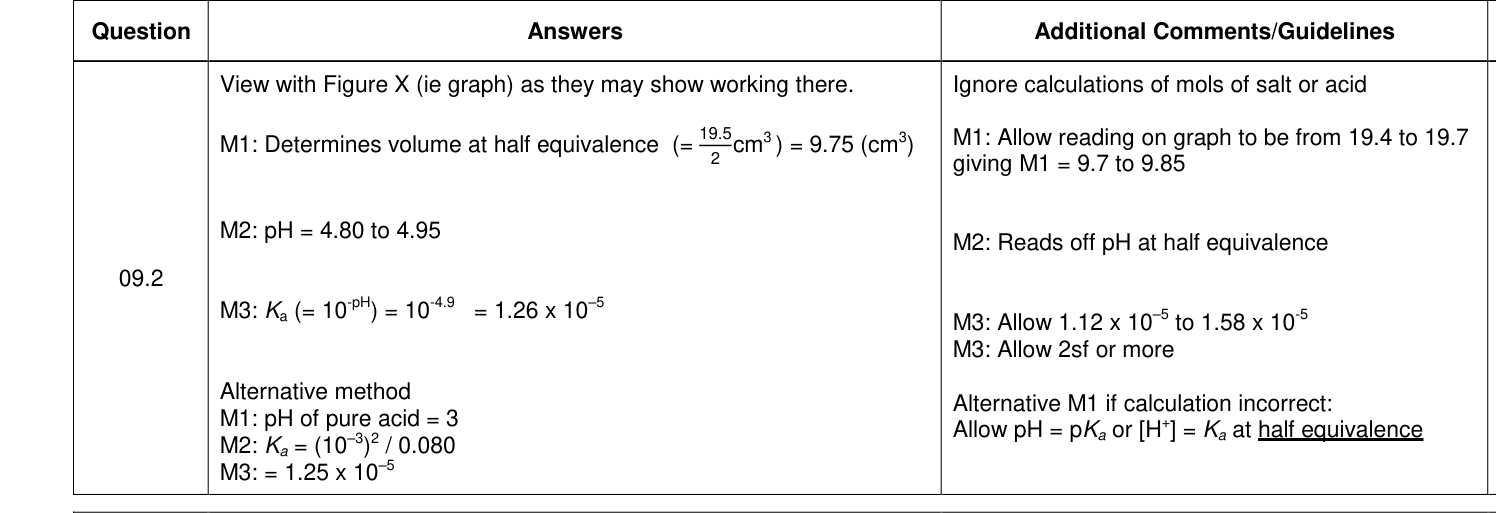 Question Answers Additional Comments/Guidelines
09.2
View with Figure X (ie graph) as they may show working there.
M1: Determines volume at half equivalence (= 19.5/2 cm³) = 9.75 (cm³)
M2: pH = 4.80 to 4.95
M3: Kₐ (= 10^-pH) = 10^-4.9 = 1.26 x 10^–5
Alternative method
M1: pH of pure acid = 3
M2: Kₐ = (10^–3)² / 0.080
M3: = 1.25 x 10^–5
Ignore calculations of mols of salt or acid
M1: Allow reading on graph to be from 19.4 to 19.7
giving M1 = 9.7 to 9.85
M2: Reads off pH at half equivalence
M3: Allow 1.12 x 10^–5 to 1.58 x 10^-5
M3: Allow 2sf or more
Alternative M1 if calculation incorrect:
Allow pH = pKₐ or [H⁺] = Kₐ at half equivalence